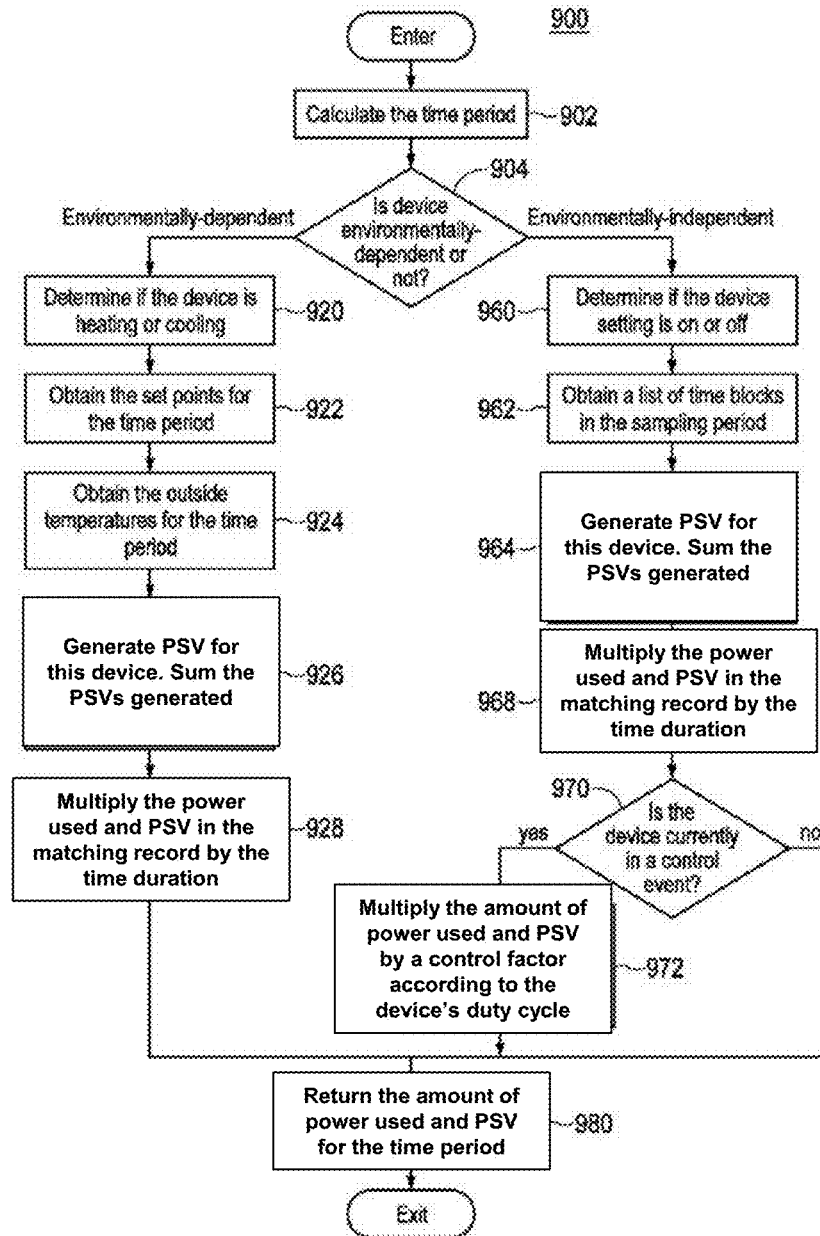 900
Enter
Calculate the time period
902
904
Is device
environmentally-
dependent or
not?
Environmentally-dependent
Environmentally-independent
Determine if the device is
heating or cooling
920
Obtain the set points for
the time period
922
Obtain the outside
temperatures for the time
period
924
Generate PSV for
this device. Sum the
PSVs generated
926
Multiply the power
used and PSV in the
matching record by the
time duration
928
960
Determine if the device
setting is on or off
962
Obtain a list of time blocks
in the sampling period
964
Generate PSV for
this device. Sum the
PSVs generated
968
Multiply the power
used and PSV in the
matching record by the
time duration
970
Is the
device currently
in a control
event?
yes
no
Multiply the amount of
power used and PSV
by a control factor
according to the
device's duty cycle
972
Return the amount of
power used and PSV
for the time period
980
Exit